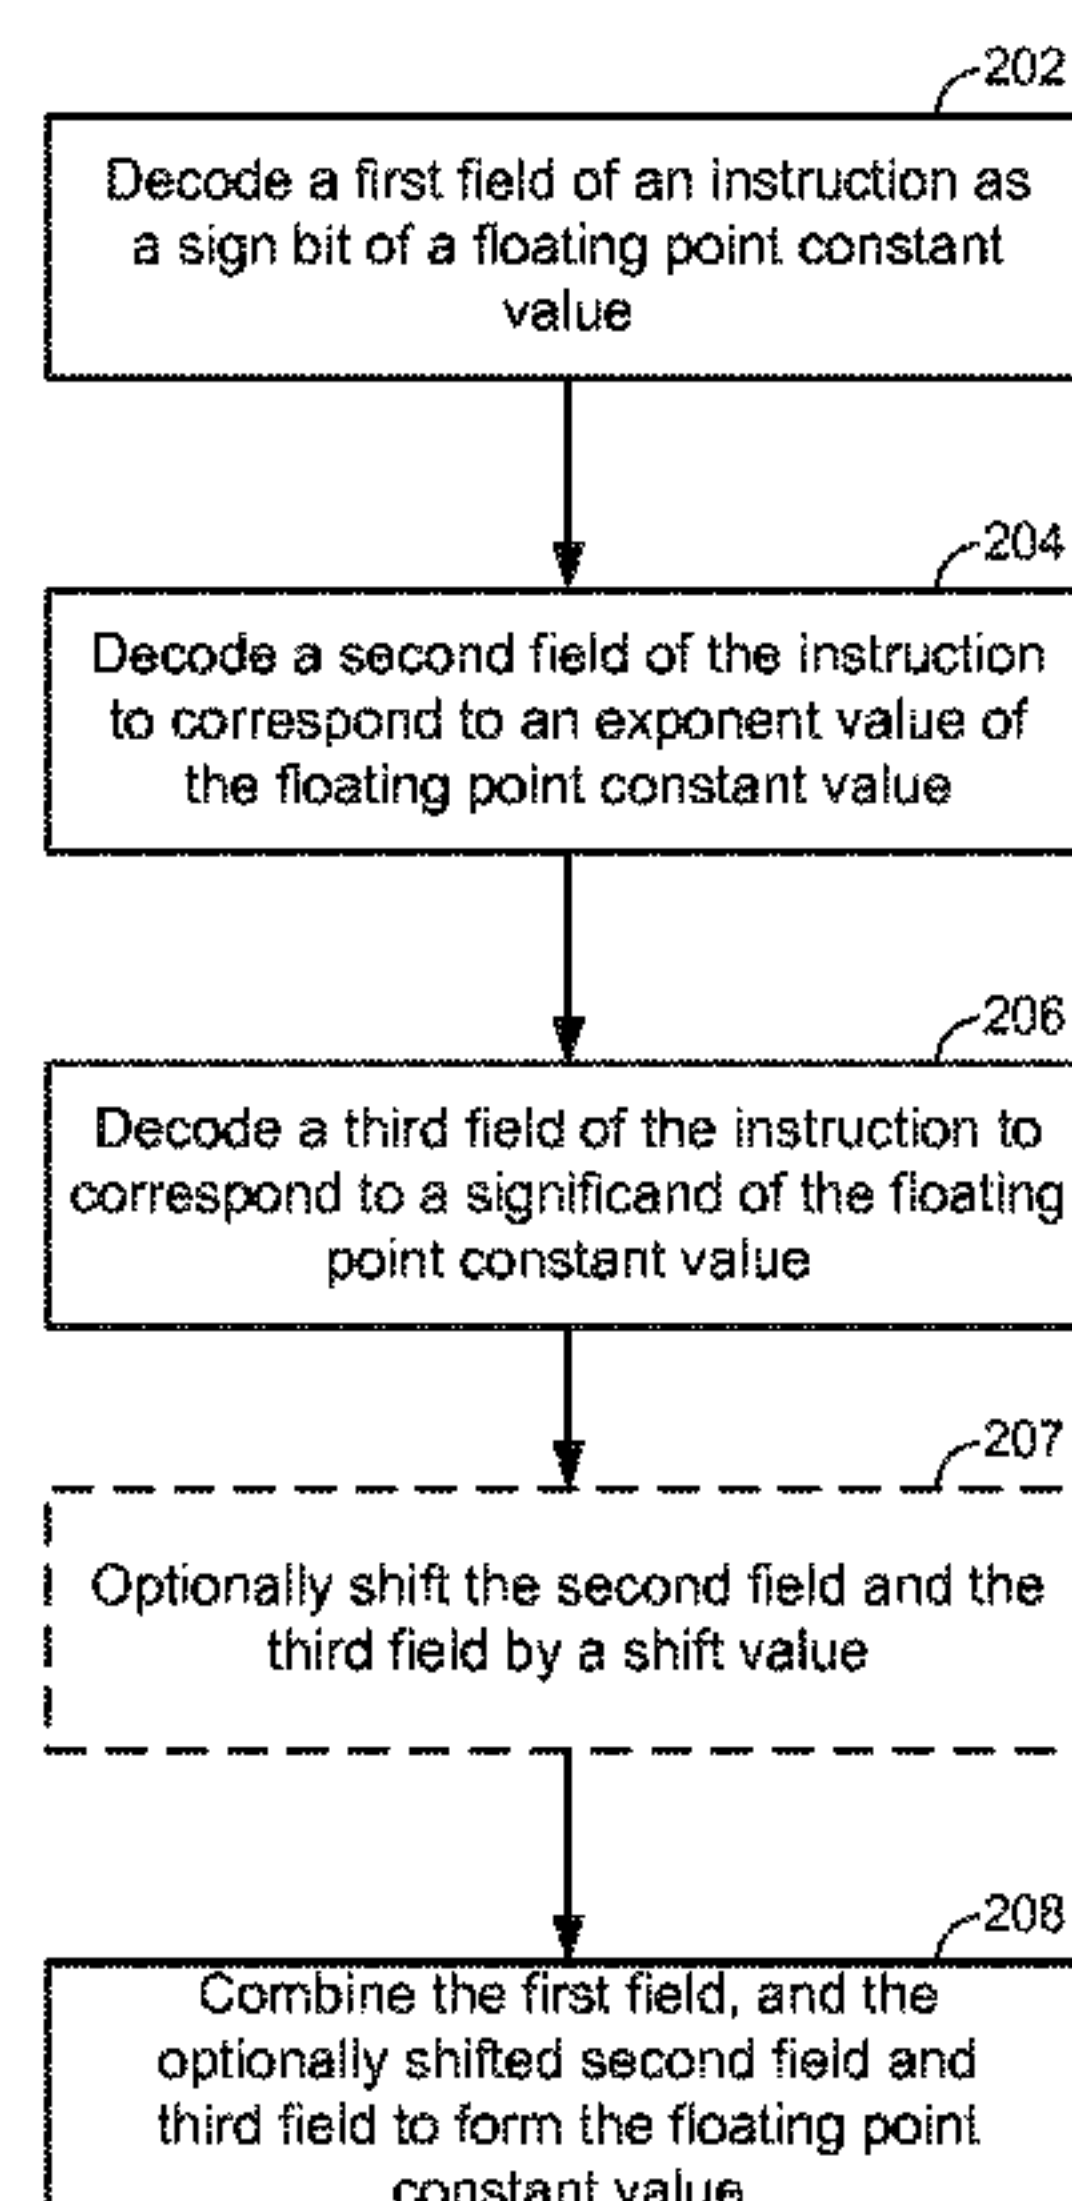 202
Decode a first field of an instruction as
a sign bit of a floating point constant
value
204
Decode a second field of the instruction
to correspond to an exponent value of
the floating point constant value
206
Decode a third field of the instruction to
correspond to a significand of the floating
point constant value
207
Optionally shift the second field and the
third field by a shift value
208
Combine the first field, and the
optionally shifted second field and
third field to form the floating point
constant value